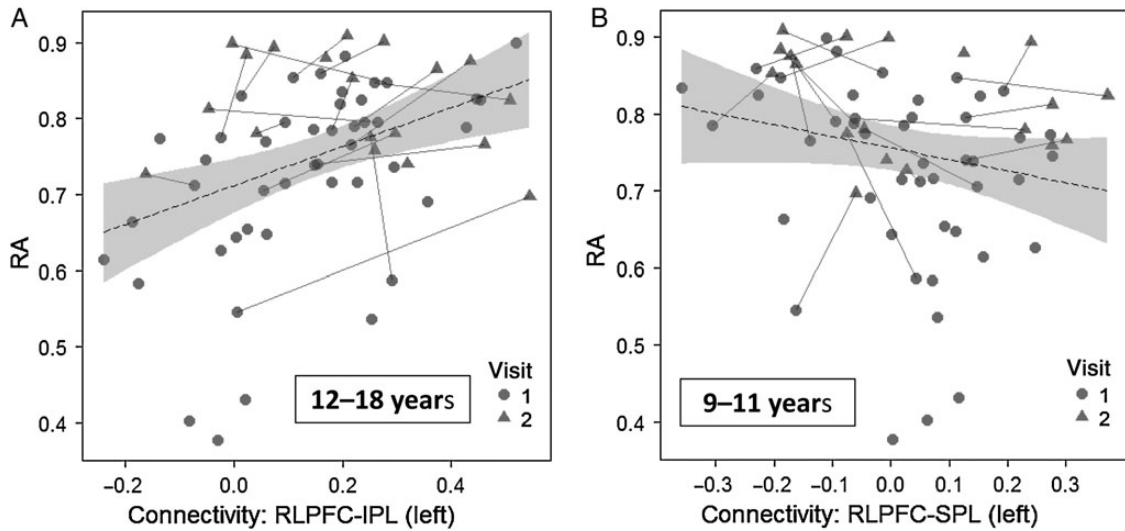 A
RA
0.9
0.8
0.7
0.6
0.5
0.4
Visit
1
2
12–18 years
−0.2 0.0 0.2 0.4
Connectivity: RLPFC-IPL (left)
B
RA
0.9
0.8
0.7
0.6
0.5
0.4
Visit
1
2
9–11 years
−0.3 −0.2 −0.1 0.0 0.1 0.2 0.3
Connectivity: RLPFC-SPL (left)